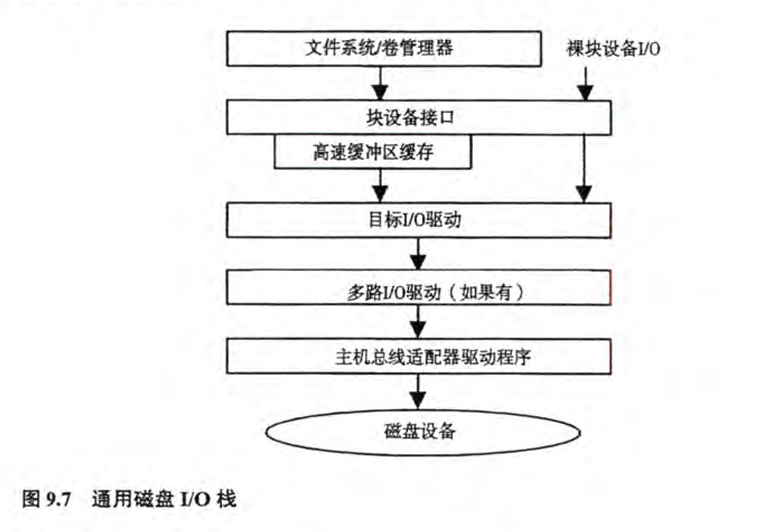 文件系统/卷管理器
裸块设备I/O
块设备接口
高速缓冲区缓存
目标I/O驱动
多路I/O驱动（如果有）
主机总线适配器驱动程序
磁盘设备
图 9.7 通用磁盘 I/O 栈